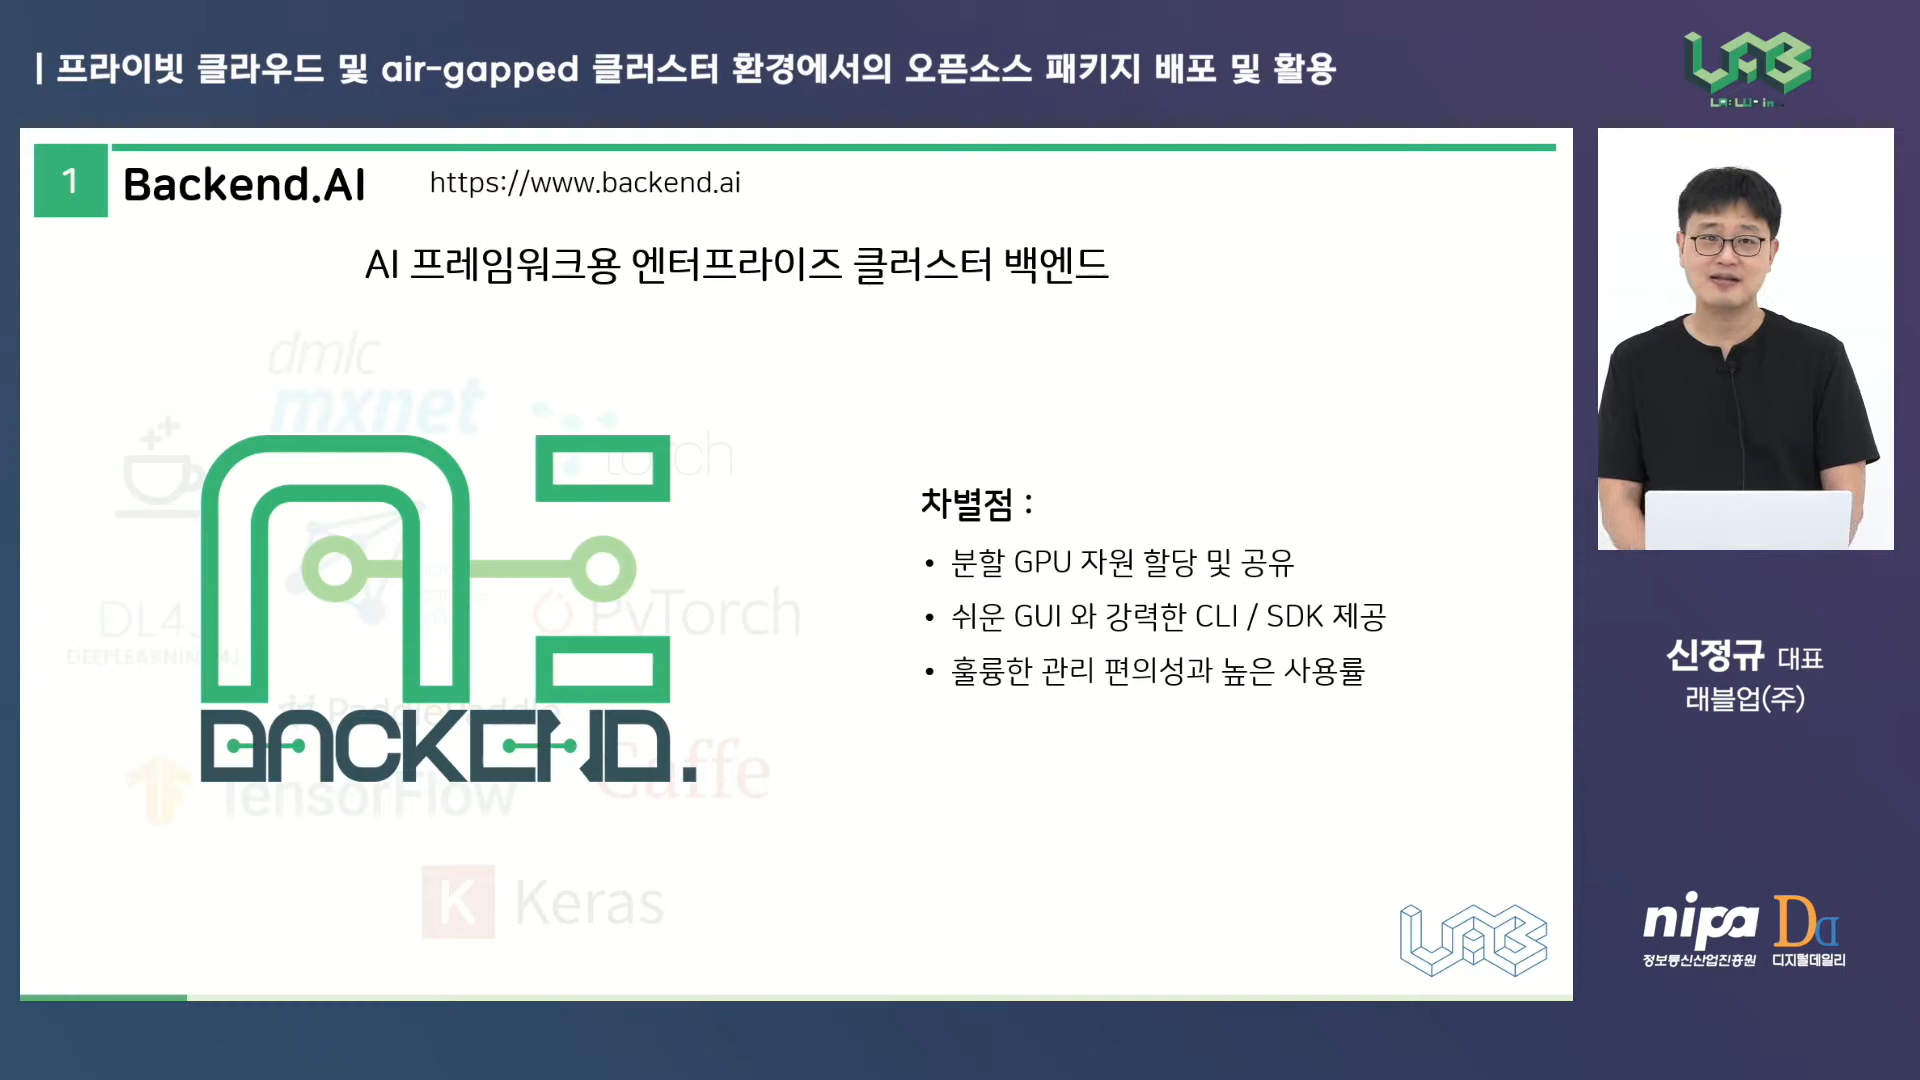 | 프라이빗 클라우드 및 air-gapped 클러스터 환경에서의 오픈소스 패키지 배포 및 활용
LAB
1
Backend.AI
https://www.backend.ai
AI 프레임워크용 엔터프라이즈 클러스터 백엔드
dmlc
mxnet
torch
DL4J
DEEPLEARNING4J
PyTorch
PaddlePaddle
BACKEND.
AI
TensorFlow
Caffe
K Keras
차별점 :
• 분할 GPU 자원 할당 및 공유
• 쉬운 GUI 와 강력한 CLI / SDK 제공
• 훌륭한 관리 편의성과 높은 사용률
LAB
신정규 대표
래블업(주)
nipa
정보통신산업진흥원
Dd
디지털데일리